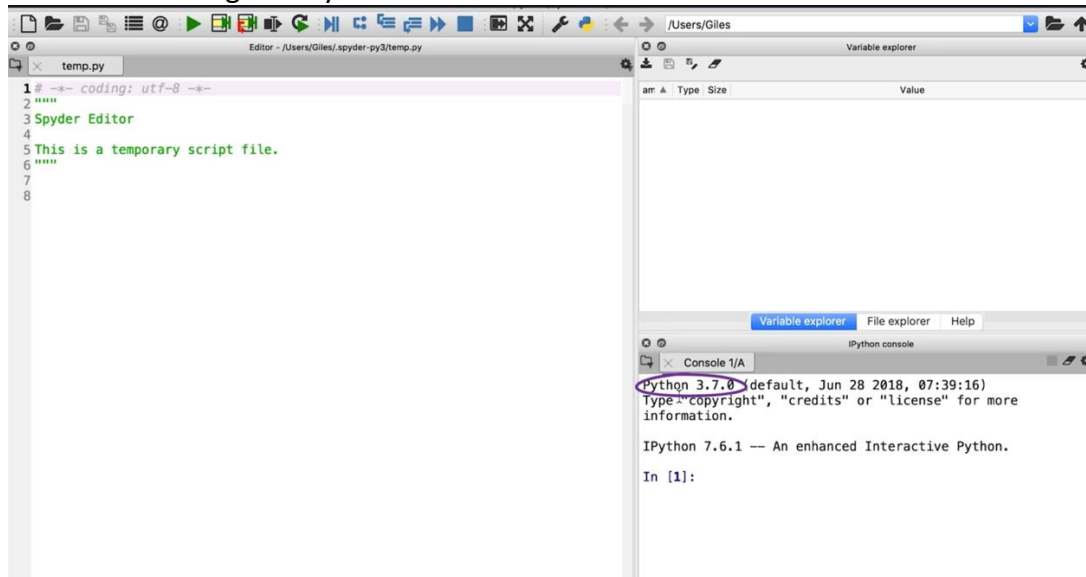 /Users/Giles
Editor - /Users/Giles/.spyder-py3/temp.py
temp.py
1 # -*- coding: utf-8 -*-
2 """
3 Spyder Editor
4
5 This is a temporary script file.
6 """
7
8
Variable explorer
am Type Size Value
Variable explorer File explorer Help
IPython console
Console 1/A
Python 3.7.0 (default, Jun 28 2018, 07:39:16)
Type "copyright", "credits" or "license" for more
information.
IPython 7.6.1 -- An enhanced Interactive Python.
In [1]: